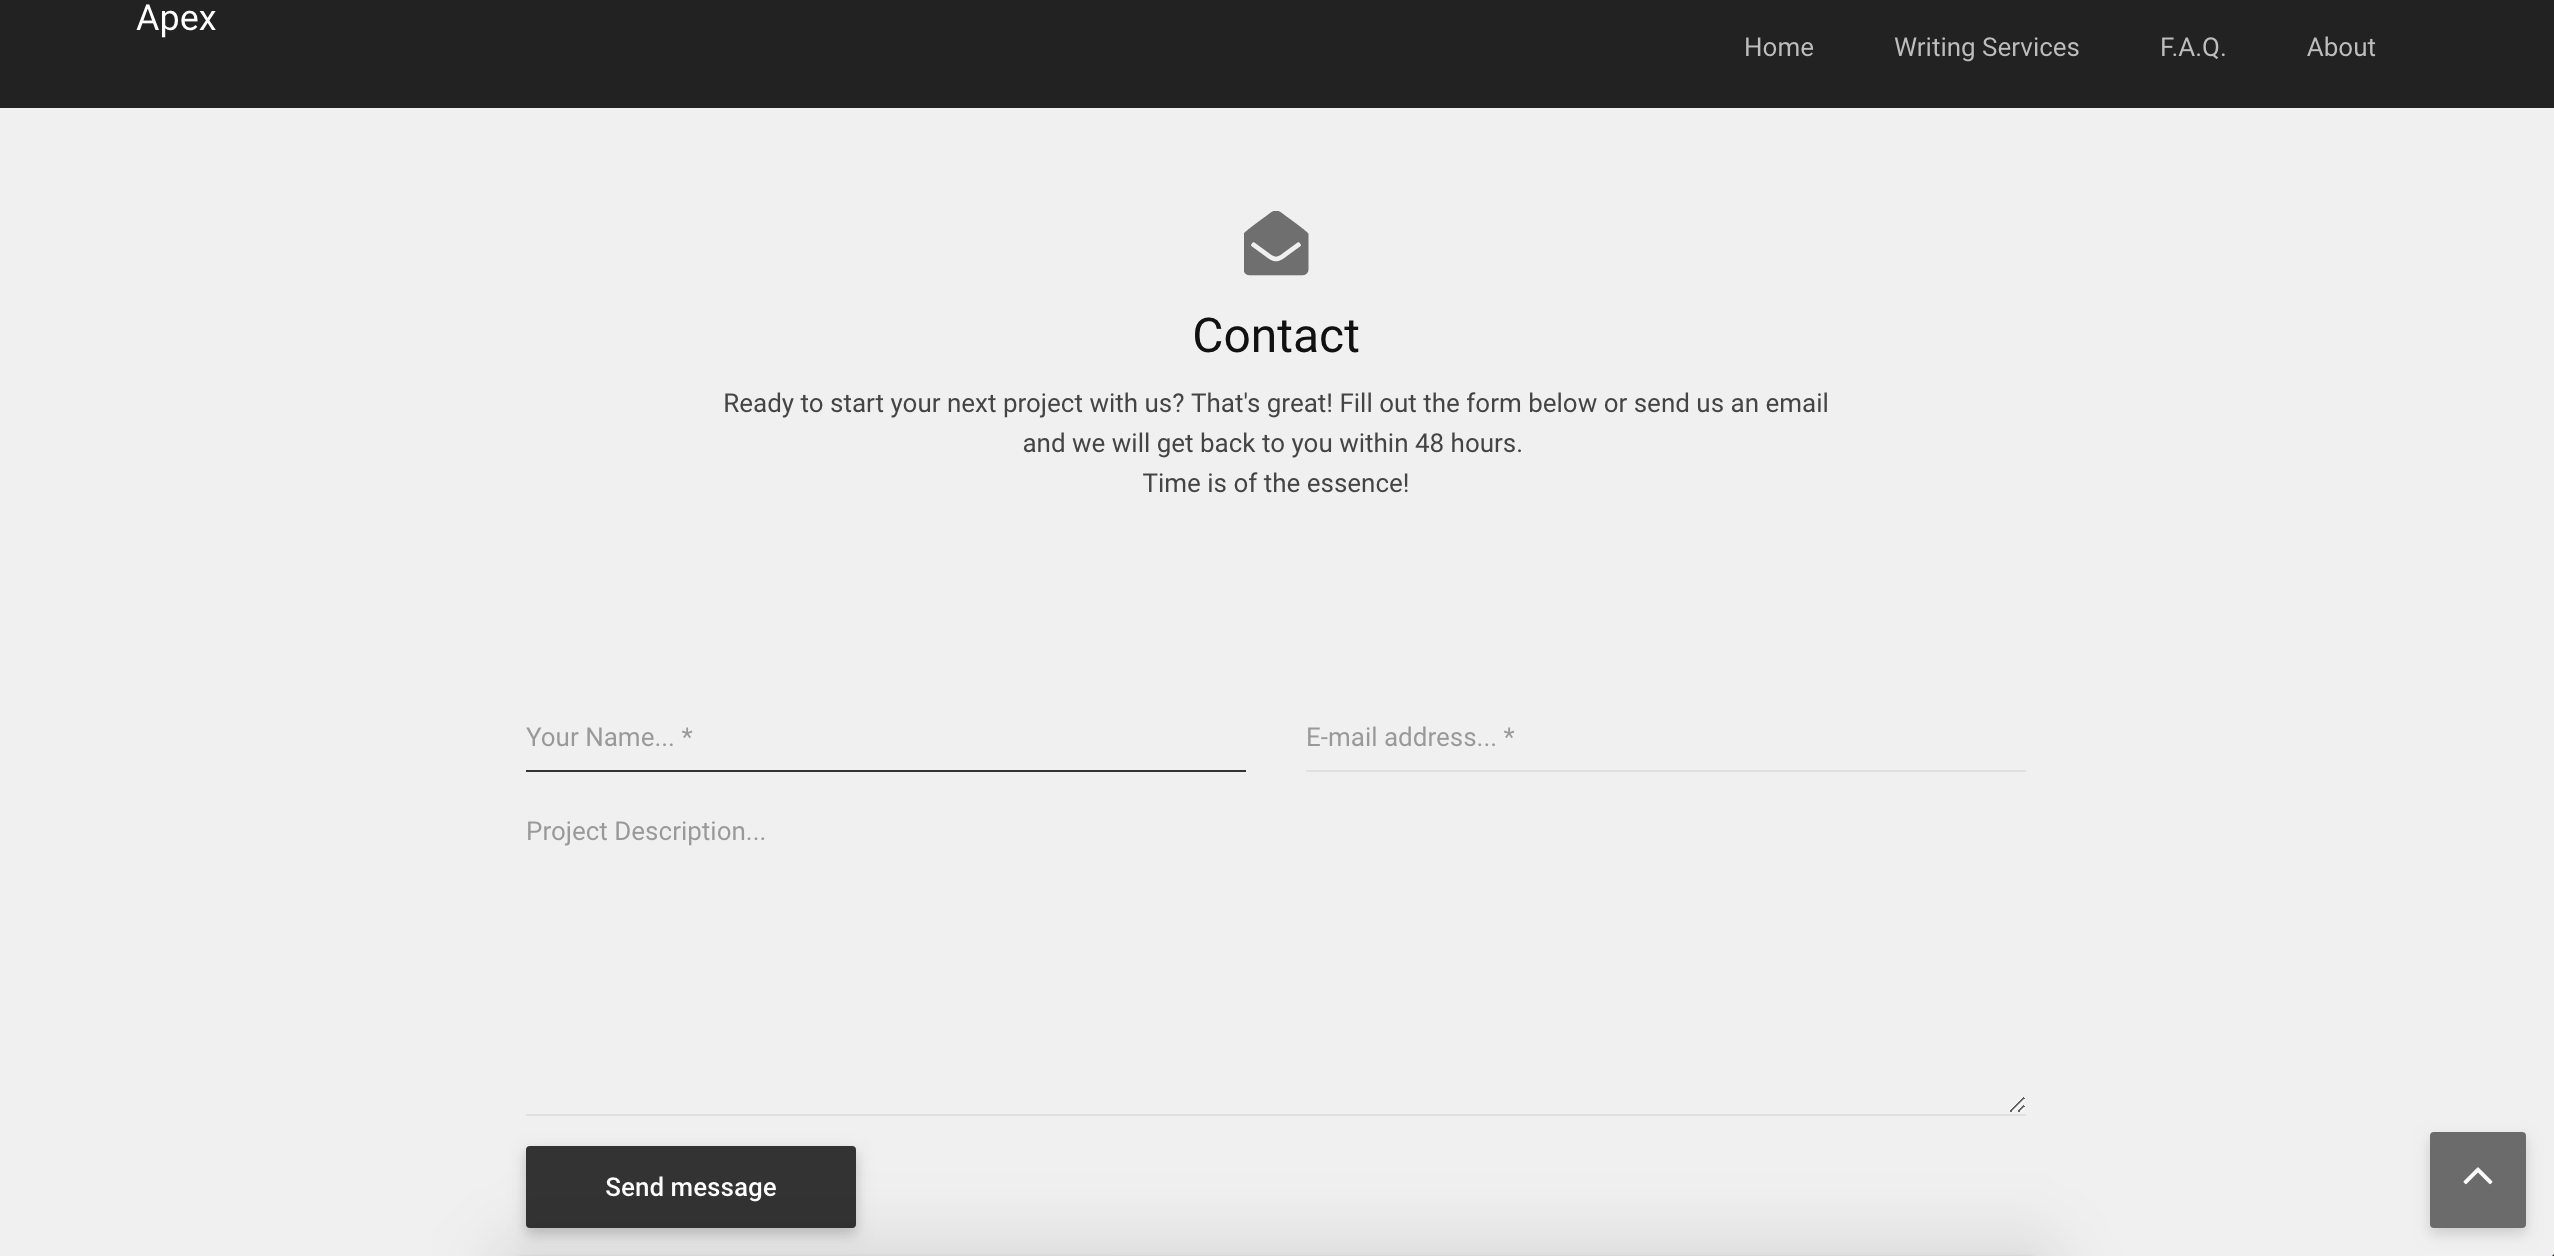 Apex
Home Writing Services F.A.Q. About
Contact
Ready to start your next project with us? That's great! Fill out the form below or send us an email
and we will get back to you within 48 hours.
Time is of the essence!
Your Name... * E-mail address... *
Project Description...
Send message